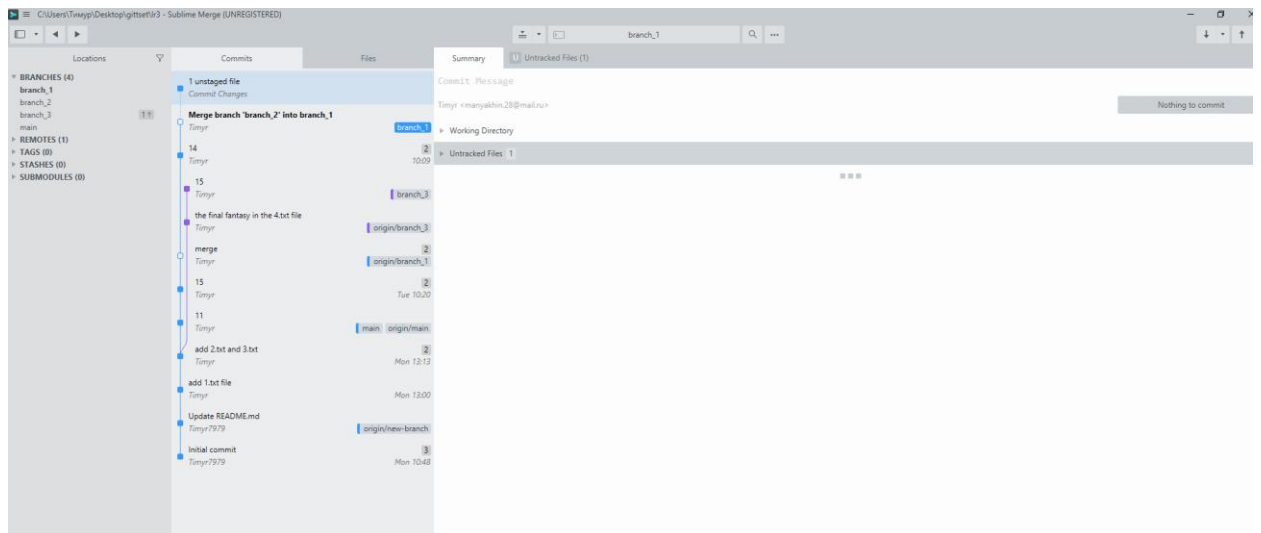 C:\Users\Тимур\Desktop\gittset\lr3 - Sublime Merge (UNREGISTERED)
branch_1
Locations
Commits
Files
Summary
Untracked Files (1)
BRANCHES (4)
branch_1
branch_2
branch_3 1
main
REMOTES (1)
TAGS (0)
STASHES (0)
SUBMODULES (0)
1 unstaged file
Commit Changes
Merge branch 'branch_2' into branch_1
Timyr branch_1
14 2
Timyr 10:09
15
Timyr branch_3
the final fantasy in the 4.txt file
Timyr origin/branch_3
merge 2
Timyr origin/branch_1
15 2
Timyr Tue 10:20
11
Timyr main origin/main
add 2.txt and 3.txt 2
Timyr Mon 13:13
add 1.txt file
Timyr Mon 13:00
Update README.md
Timyr7979 origin/new-branch
Initial commit 3
Timyr7979 Mon 10:48
Commit Message
Timyr <manyakhin.28@mail.ru>
Nothing to commit
Working Directory
Untracked Files 1